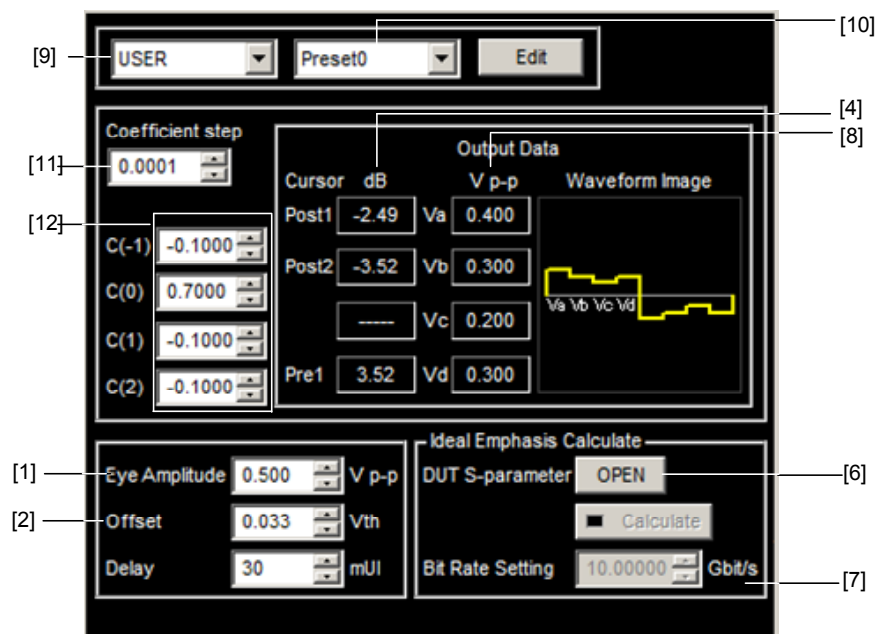 [10]
[9] USER Preset0 Edit
[4]
[8]
Coefficient step
[11] 0.0001
Output Data
Cursor dB V p-p Waveform Image
[12]
Post1 -2.49 Va 0.400
C(-1) -0.1000
Post2 -3.52 Vb 0.300
C(0) 0.7000
Va Vb Vc Vd
----- Vc 0.200
C(1) -0.1000
Pre1 3.52 Vd 0.300
C(2) -0.1000
Ideal Emphasis Calculate
[1] Eye Amplitude 0.500 V p-p
DUT S-parameter OPEN [6]
[2] Offset 0.033 Vth
Calculate
Delay 30 mUI
Bit Rate Setting 10.00000 Gbit/s
[7]